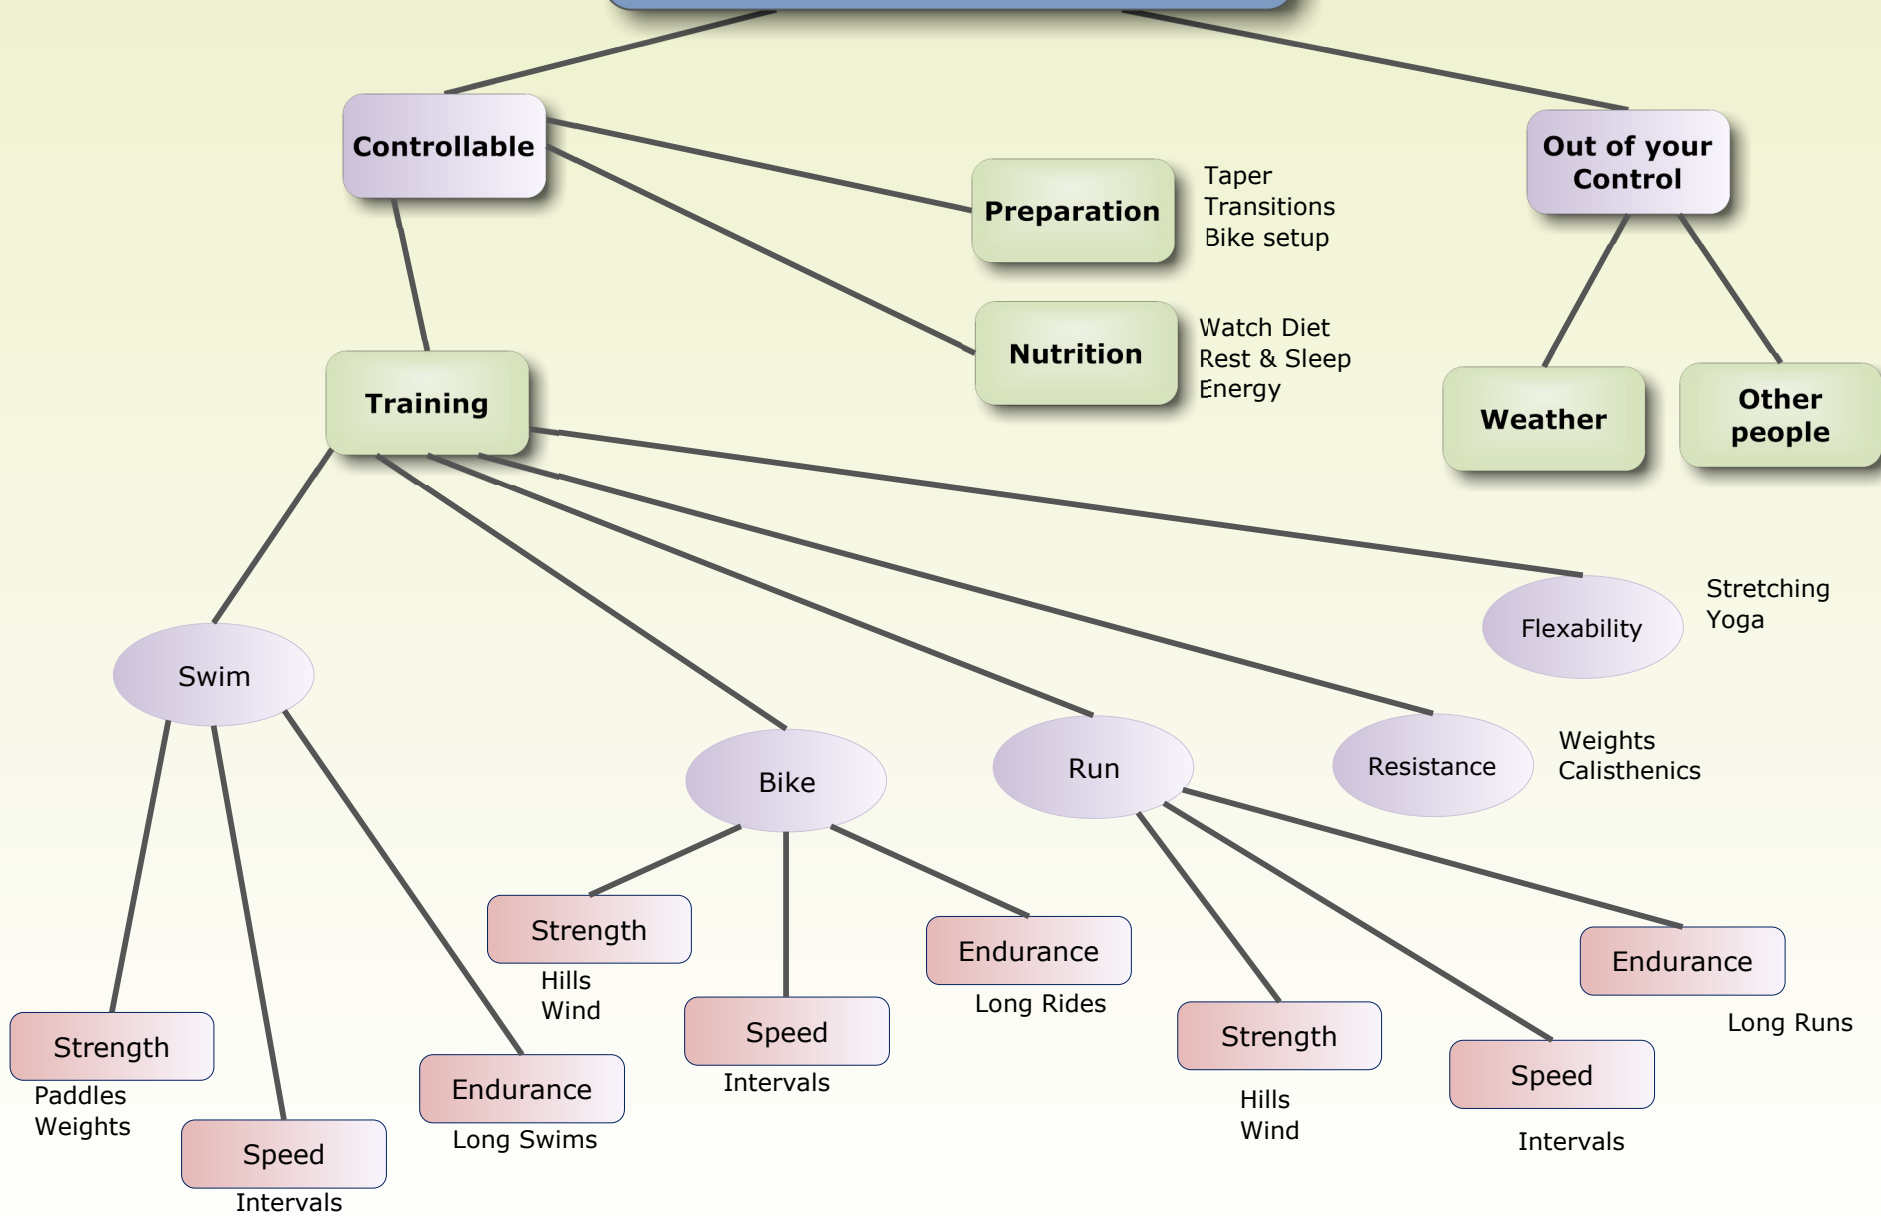 Controllable
Out of your
Control
Preparation
Taper
Transitions
Bike setup
Nutrition
Watch Diet
Rest & Sleep
Energy
Training
Weather
Other
people
Flexability
Stretching
Yoga
Swim
Bike
Run
Resistance
Weights
Calisthenics
Strength
Paddles
Weights
Speed
Intervals
Endurance
Long Swims
Strength
Hills
Wind
Speed
Intervals
Endurance
Long Rides
Strength
Hills
Wind
Speed
Intervals
Endurance
Long Runs